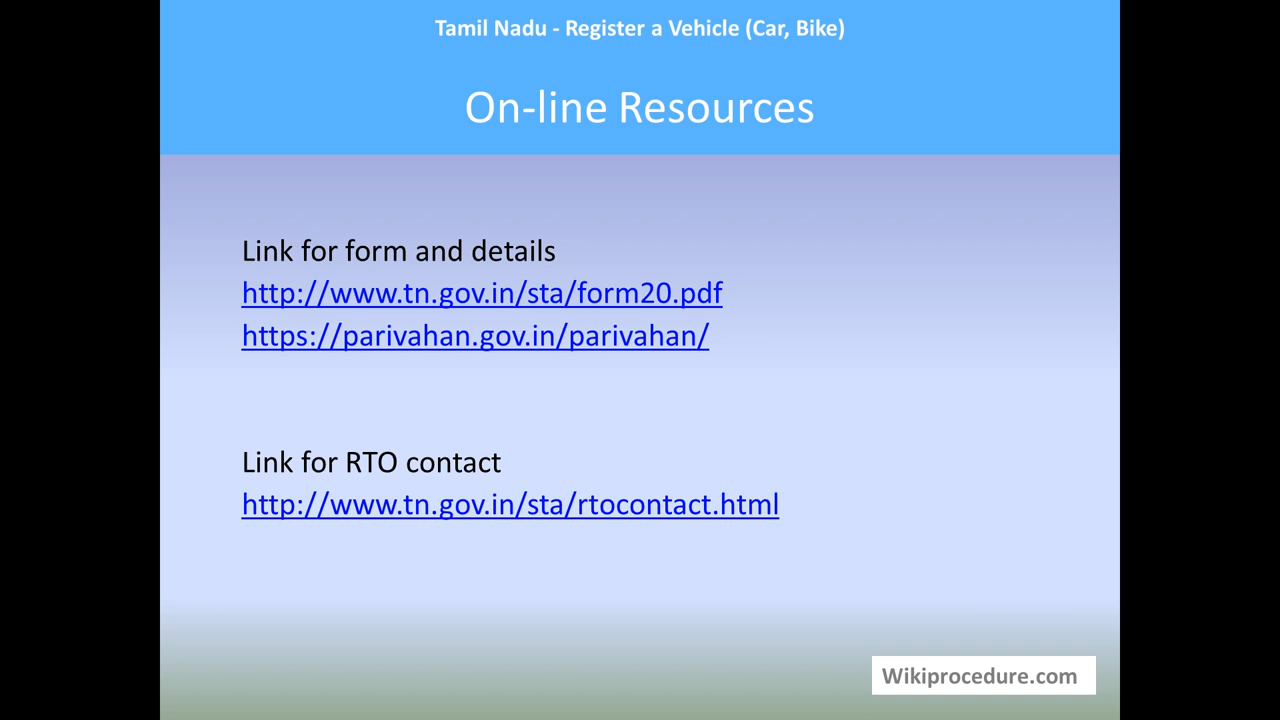 Tamil Nadu - Register a Vehicle (Car, Bike)
On-line Resources
Link for form and details
http://www.tn.gov.in/sta/form20.pdf
https://parivahan.gov.in/parivahan/
Link for RTO contact
http://www.tn.gov.in/sta/rtocontact.html
Wikiprocedure.com